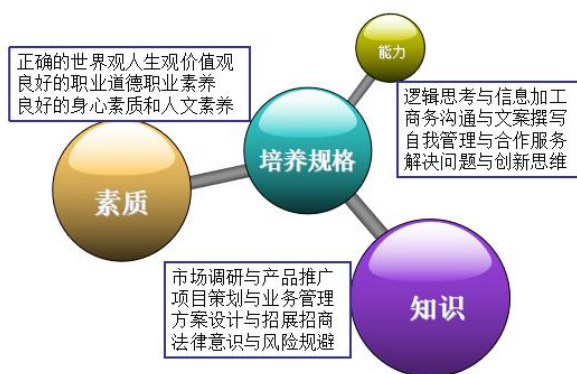 正确的世界观人生观价值观
良好的职业道德职业素养
良好的身心素质和人文素养
能力
逻辑思考与信息加工
商务沟通与文案撰写
自我管理与合作服务
解决问题与创新思维
培养规格
素质
市场调研与产品推广
项目策划与业务管理
方案设计与招展招商
法律意识与风险规避
知识